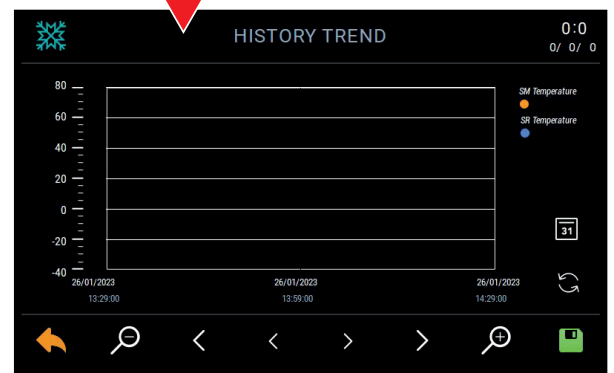 HISTORY TREND
0:0
0/ 0/ 0
80
60
40
20
0
-20
-40
SM Temperature
SR Temperature
31
26/01/2023 26/01/2023 26/01/2023
13:29:00 13:59:00 14:29:00